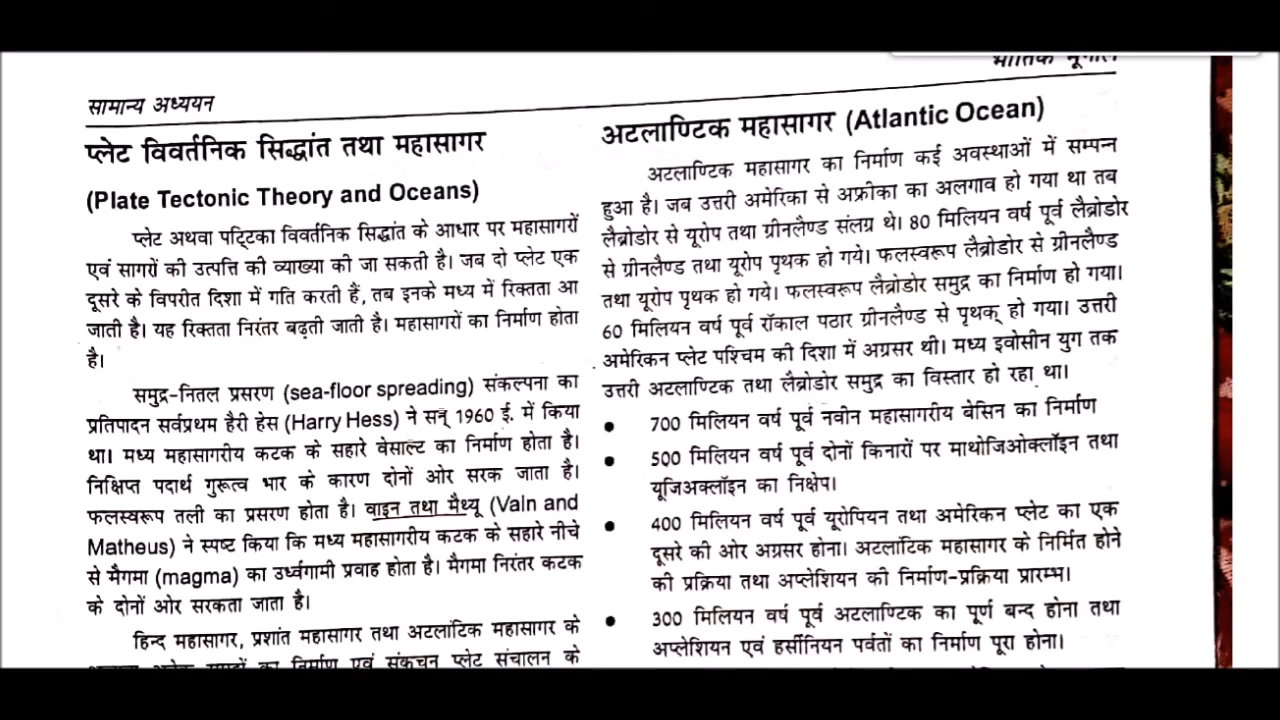 सामान्य अध्ययन
भौतिक भूगोल
प्लेट विवर्तनिक सिद्धांत तथा महासागर
(Plate Tectonic Theory and Oceans)
प्लेट अथवा पट्टिका विवर्तनिक सिद्धांत के आधार पर महासागरों
एवं सागरों की उत्पत्ति की व्याख्या की जा सकती है। जब दो प्लेट एक
दूसरे के विपरीत दिशा में गति करती हैं, तब इनके मध्य में रिक्तता आ
जाती है। यह रिक्तता निरंतर बढ़ती जाती है। महासागरों का निर्माण होता
है।
समुद्र-नितल प्रसरण (sea-floor spreading) संकल्पना का
प्रतिपादन सर्वप्रथम हैरी हेस (Harry Hess) ने सन् 1960 ई. में किया
था। मध्य महासागरीय कटक के सहारे वेसाल्ट का निर्माण होता है।
निक्षिप्त पदार्थ गुरूत्व भार के कारण दोनों ओर सरक जाता है।
फलस्वरूप तली का प्रसरण होता है। वाइन तथा मैथ्यू (Valn and
Matheus) ने स्पष्ट किया कि मध्य महासागरीय कटक के सहारे नीचे
से मैगमा (magma) का उर्ध्वगामी प्रवाह होता है। मैगमा निरंतर कटक
के दोनों ओर सरकता जाता है।
हिन्द महासागर, प्रशांत महासागर तथा अटलांटिक महासागर के
का निर्माण एवं संकुचन प्लेट संचालन के
अटलाण्टिक महासागर (Atlantic Ocean)
अटलाण्टिक महासागर का निर्माण कई अवस्थाओं में सम्पन्न
हुआ है। जब उत्तरी अमेरिका से अफ्रीका का अलगाव हो गया था तब
लैब्रोडोर से यूरोप तथा ग्रीनलैण्ड संलग्र थे। 80 मिलियन वर्ष पूर्व लैब्रोडोर
से ग्रीनलैण्ड तथा यूरोप पृथक हो गये। फलस्वरूप लैब्रोडोर से ग्रीनलैण्ड
तथा यूरोप पृथक हो गये। फलस्वरूप लैब्रोडोर समुद्र का निर्माण हो गया।
60 मिलियन वर्ष पूर्व रॉकाल पठार ग्रीनलैण्ड से पृथक् हो गया। उत्तरी
अमेरिकन प्लेट पश्चिम की दिशा में अग्रसर थी। मध्य इवोसीन युग तक
उत्तरी अटलाण्टिक तथा लैब्रोडोर समुद्र का विस्तार हो रहा था।
• 700 मिलियन वर्ष पूर्व नवीन महासागरीय बेसिन का निर्माण
• 500 मिलियन वर्ष पूर्व दोनों किनारों पर माथोजिओक्लॉइन तथा
यूजिअक्लॉइन का निक्षेप।
• 400 मिलियन वर्ष पूर्व यूरोपियन तथा अमेरिकन प्लेट का एक
दूसरे की ओर अग्रसर होना। अटलांटिक महासागर के निर्मित होने
की प्रक्रिया तथा अप्लेशियन की निर्माण-प्रक्रिया प्रारम्भ।
• 300 मिलियन वर्ष पूर्व अटलाण्टिक का पूर्ण बन्द होना तथा
अप्लेशियन एवं हर्सीनियन पर्वतों का निर्माण पूरा होना।